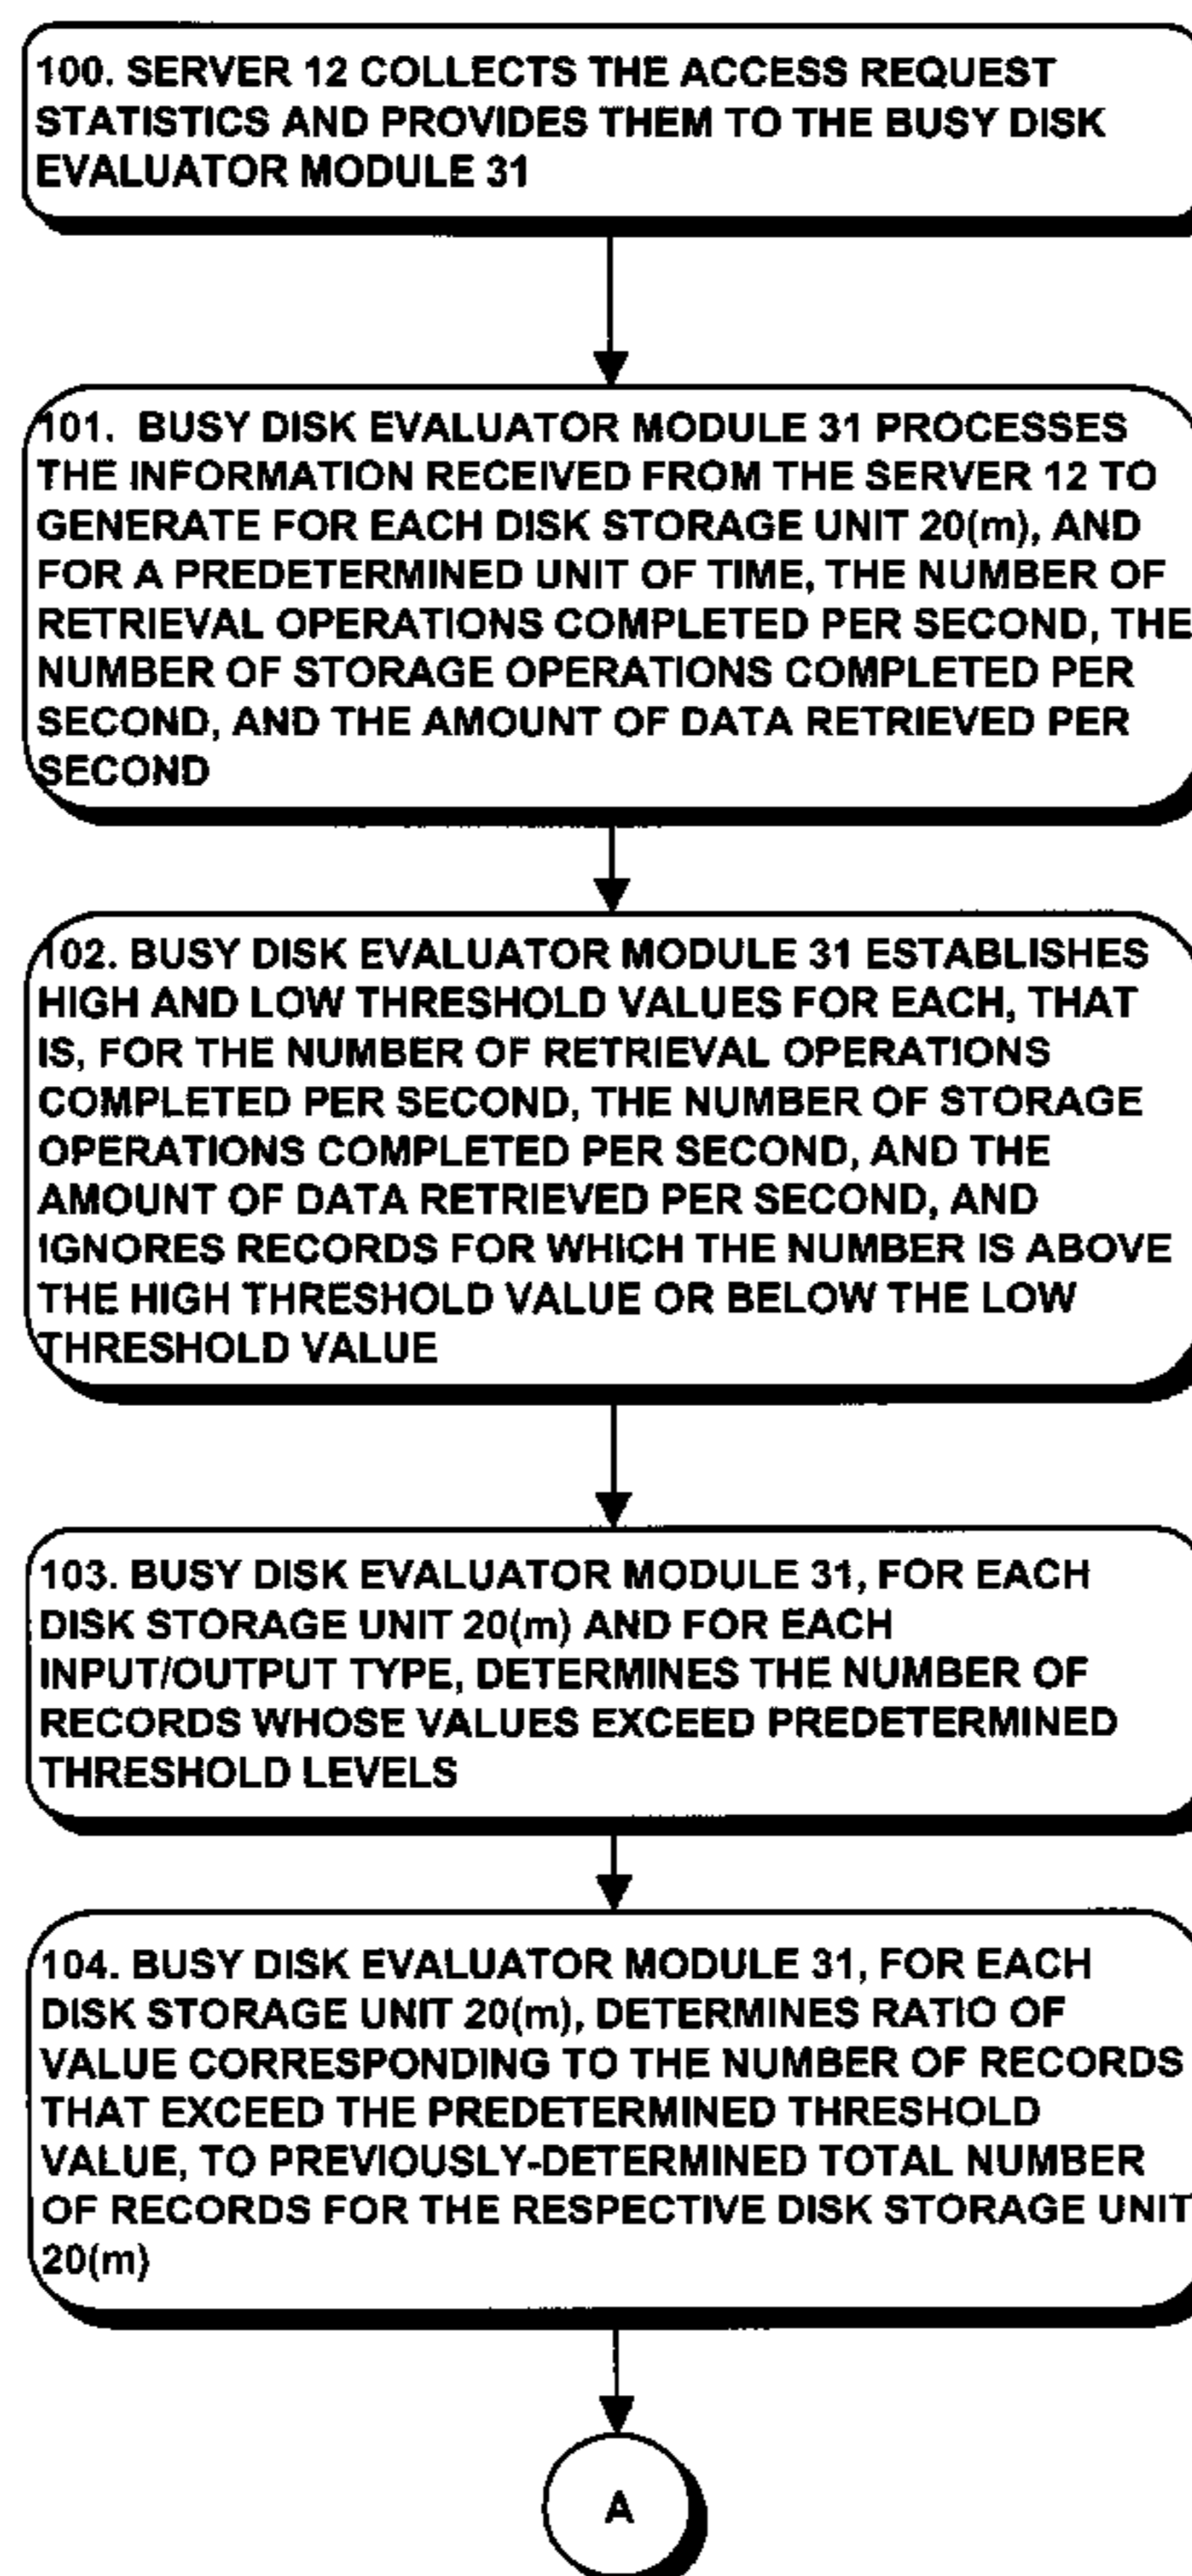 100. SERVER 12 COLLECTS THE ACCESS REQUEST
STATISTICS AND PROVIDES THEM TO THE BUSY DISK
EVALUATOR MODULE 31
101. BUSY DISK EVALUATOR MODULE 31 PROCESSES
THE INFORMATION RECEIVED FROM THE SERVER 12 TO
GENERATE FOR EACH DISK STORAGE UNIT 20(m), AND
FOR A PREDETERMINED UNIT OF TIME, THE NUMBER OF
RETRIEVAL OPERATIONS COMPLETED PER SECOND, THE
NUMBER OF STORAGE OPERATIONS COMPLETED PER
SECOND, AND THE AMOUNT OF DATA RETRIEVED PER
SECOND
102. BUSY DISK EVALUATOR MODULE 31 ESTABLISHES
HIGH AND LOW THRESHOLD VALUES FOR EACH, THAT
IS, FOR THE NUMBER OF RETRIEVAL OPERATIONS
COMPLETED PER SECOND, THE NUMBER OF STORAGE
OPERATIONS COMPLETED PER SECOND, AND THE
AMOUNT OF DATA RETRIEVED PER SECOND, AND
IGNORES RECORDS FOR WHICH THE NUMBER IS ABOVE
THE HIGH THRESHOLD VALUE OR BELOW THE LOW
THRESHOLD VALUE
103. BUSY DISK EVALUATOR MODULE 31, FOR EACH
DISK STORAGE UNIT 20(m) AND FOR EACH
INPUT/OUTPUT TYPE, DETERMINES THE NUMBER OF
RECORDS WHOSE VALUES EXCEED PREDETERMINED
THRESHOLD LEVELS
104. BUSY DISK EVALUATOR MODULE 31, FOR EACH
DISK STORAGE UNIT 20(m), DETERMINES RATIO OF
VALUE CORRESPONDING TO THE NUMBER OF RECORDS
THAT EXCEED THE PREDETERMINED THRESHOLD
VALUE, TO PREVIOUSLY-DETERMINED TOTAL NUMBER
OF RECORDS FOR THE RESPECTIVE DISK STORAGE UNIT
20(m)
A